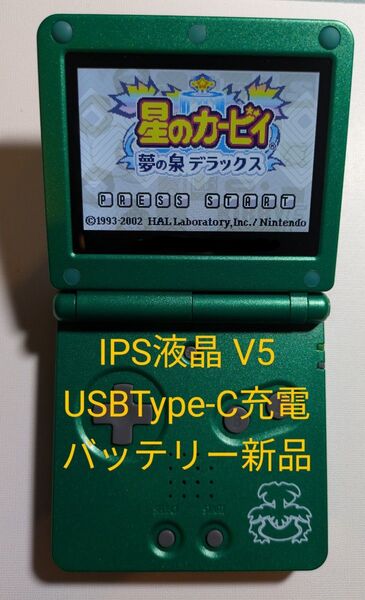 星のカービィ
夢の泉デラックス
PRESS START
©1993-2002 HAL Laboratory,Inc./Nintendo
IPS液晶 V5
USBType-C充電
バッテリー新品